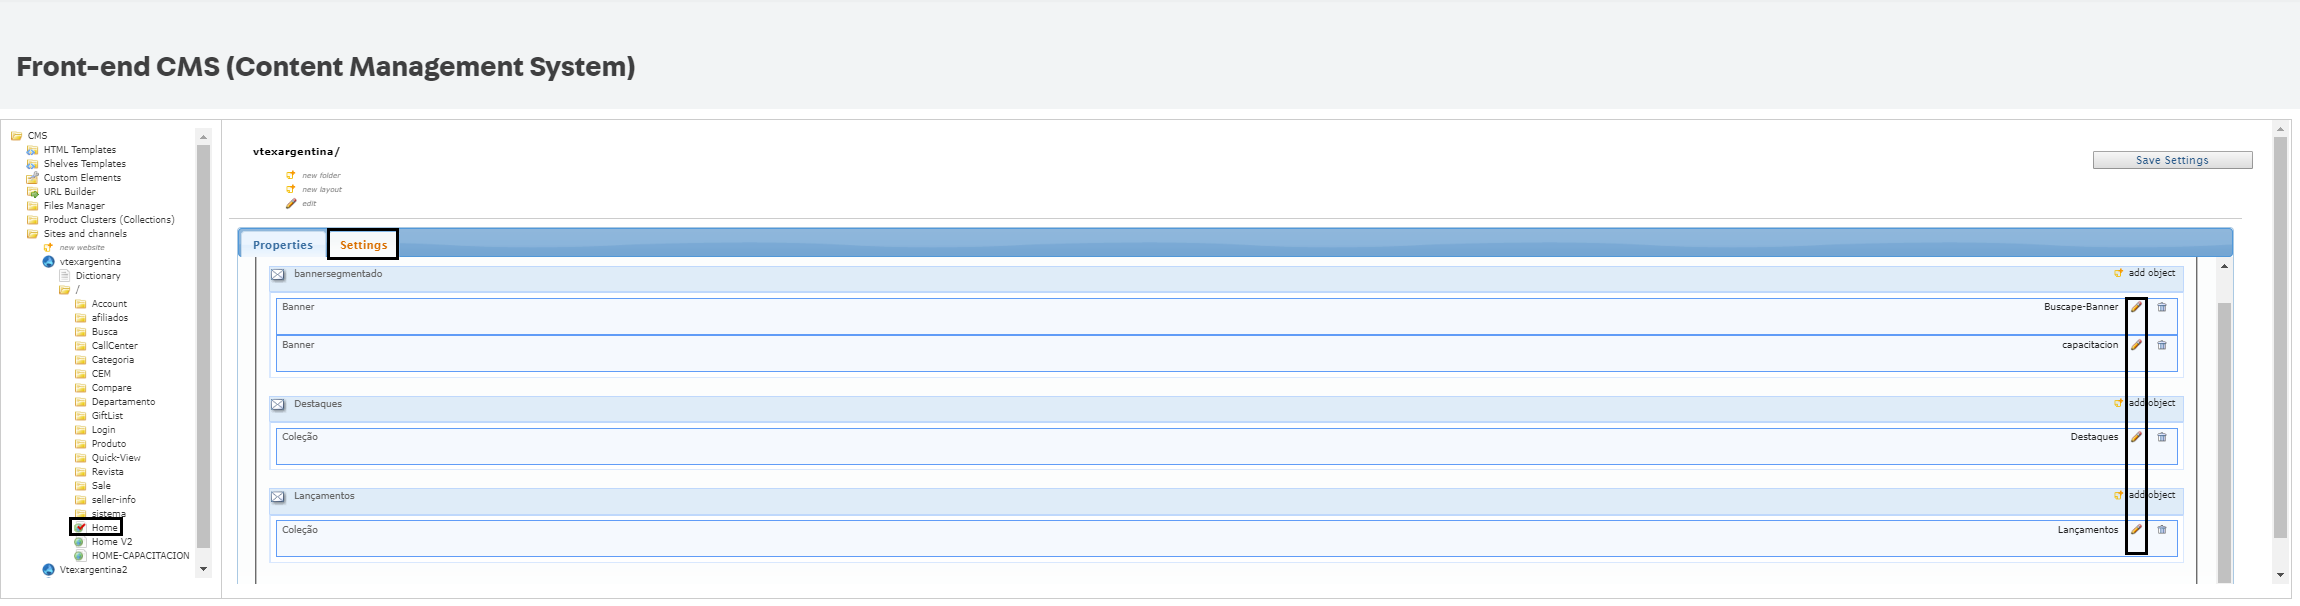 Front-end CMS (Content Management System)
CMS
HTML Templates
Shelves Templates
Custom Elements
URL Builder
Files Manager
Product Clusters (Collections)
Sites and channels
new website
vtexargentina
Dictionary
/
Account
afiliados
Busca
CallCenter
Categoria
CEM
Compare
Departamento
GiftList
Login
Produto
Quick-View
Revista
Sale
seller-info
sistema
Home
Home V2
HOME-CAPACITACION
Vtexargentina2
vtexargentina/
new folder
new layout
edit
Save Settings
Properties Settings
bannersegmentado add object
Banner Buscape-Banner
Banner capacitacion
Destaques add object
Coleção Destaques
Lançamentos add object
Coleção Lançamentos